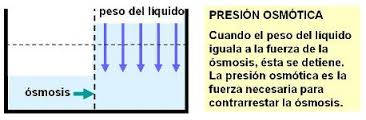 peso del líquido
ósmosis
PRESIÓN OSMÓTICA
Cuando el peso del líquido
iguala a la fuerza de la
ósmosis, ésta se detiene.
La presión osmótica es la
fuerza necesaria para
contrarrestar la ósmosis.